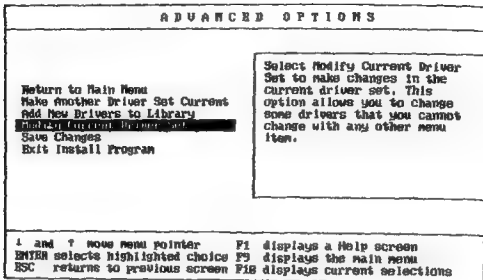 ADVANCED OPTIONS
Return to Main Menu
Make Another Driver Set Current
Add New Drivers to Library
Modify Current Driver Set
Save Changes
Exit Install Program
Select Modify Current Driver
Set to make changes in the
current driver set. This
option allows you to change
some drivers that you cannot
change with any other menu
item.
↓ and ↑ move menu pointer F1 displays a Help screen
ENTER selects highlighted choice F9 displays the main menu
ESC returns to previous screen F10 displays current selections